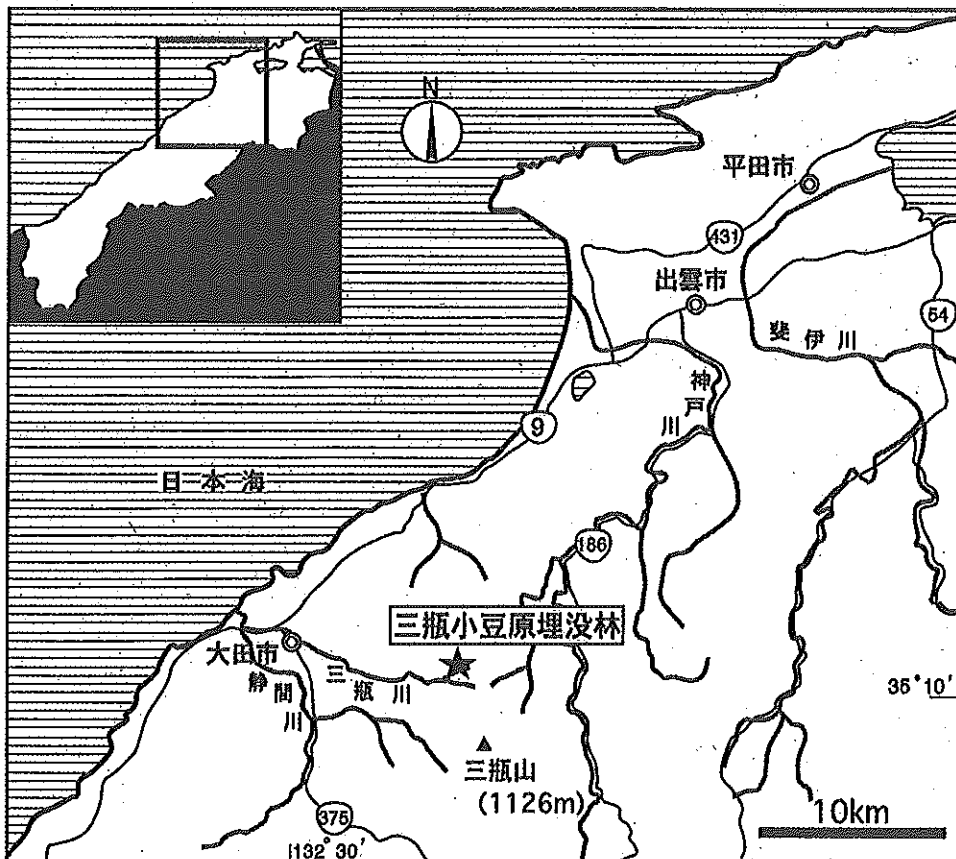 N
平田市
431
出雲市
54
斐伊川
神戸川
9
日本海
186
三瓶小豆原埋没林
大田市
三瓶川
静間川
35°10′
三瓶山
(1126m)
10km
375
132°30′